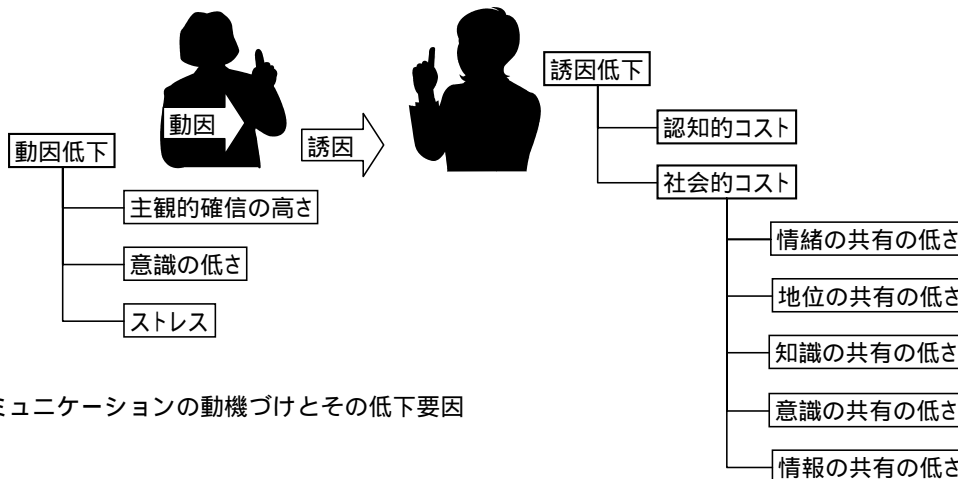 動因
誘因
動因低下
主観的確信の高さ
意識の低さ
ストレス
誘因低下
認知的コスト
社会的コスト
情緒の共有の低さ
地位の共有の低さ
知識の共有の低さ
意識の共有の低さ
情報の共有の低さ
ミュニケーションの動機づけとその低下要因